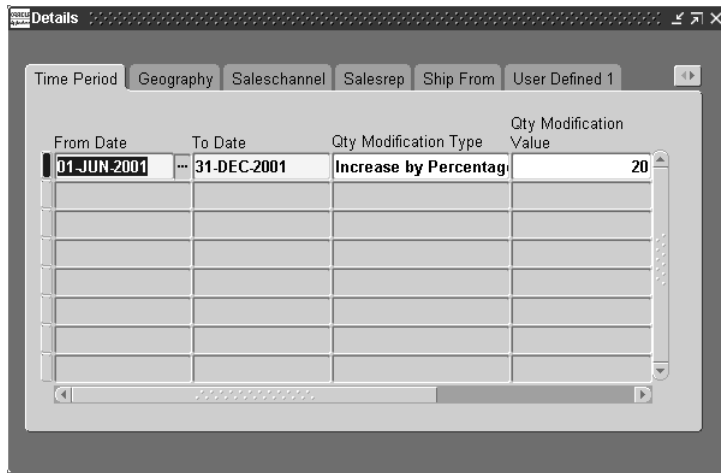 Details
Time Period Geography Saleschannel Salesrep Ship From User Defined 1
Qty Modification
From Date To Date Qty Modification Type Value
01-JUN-2001 ... 31-DEC-2001 Increase by Percentag 20